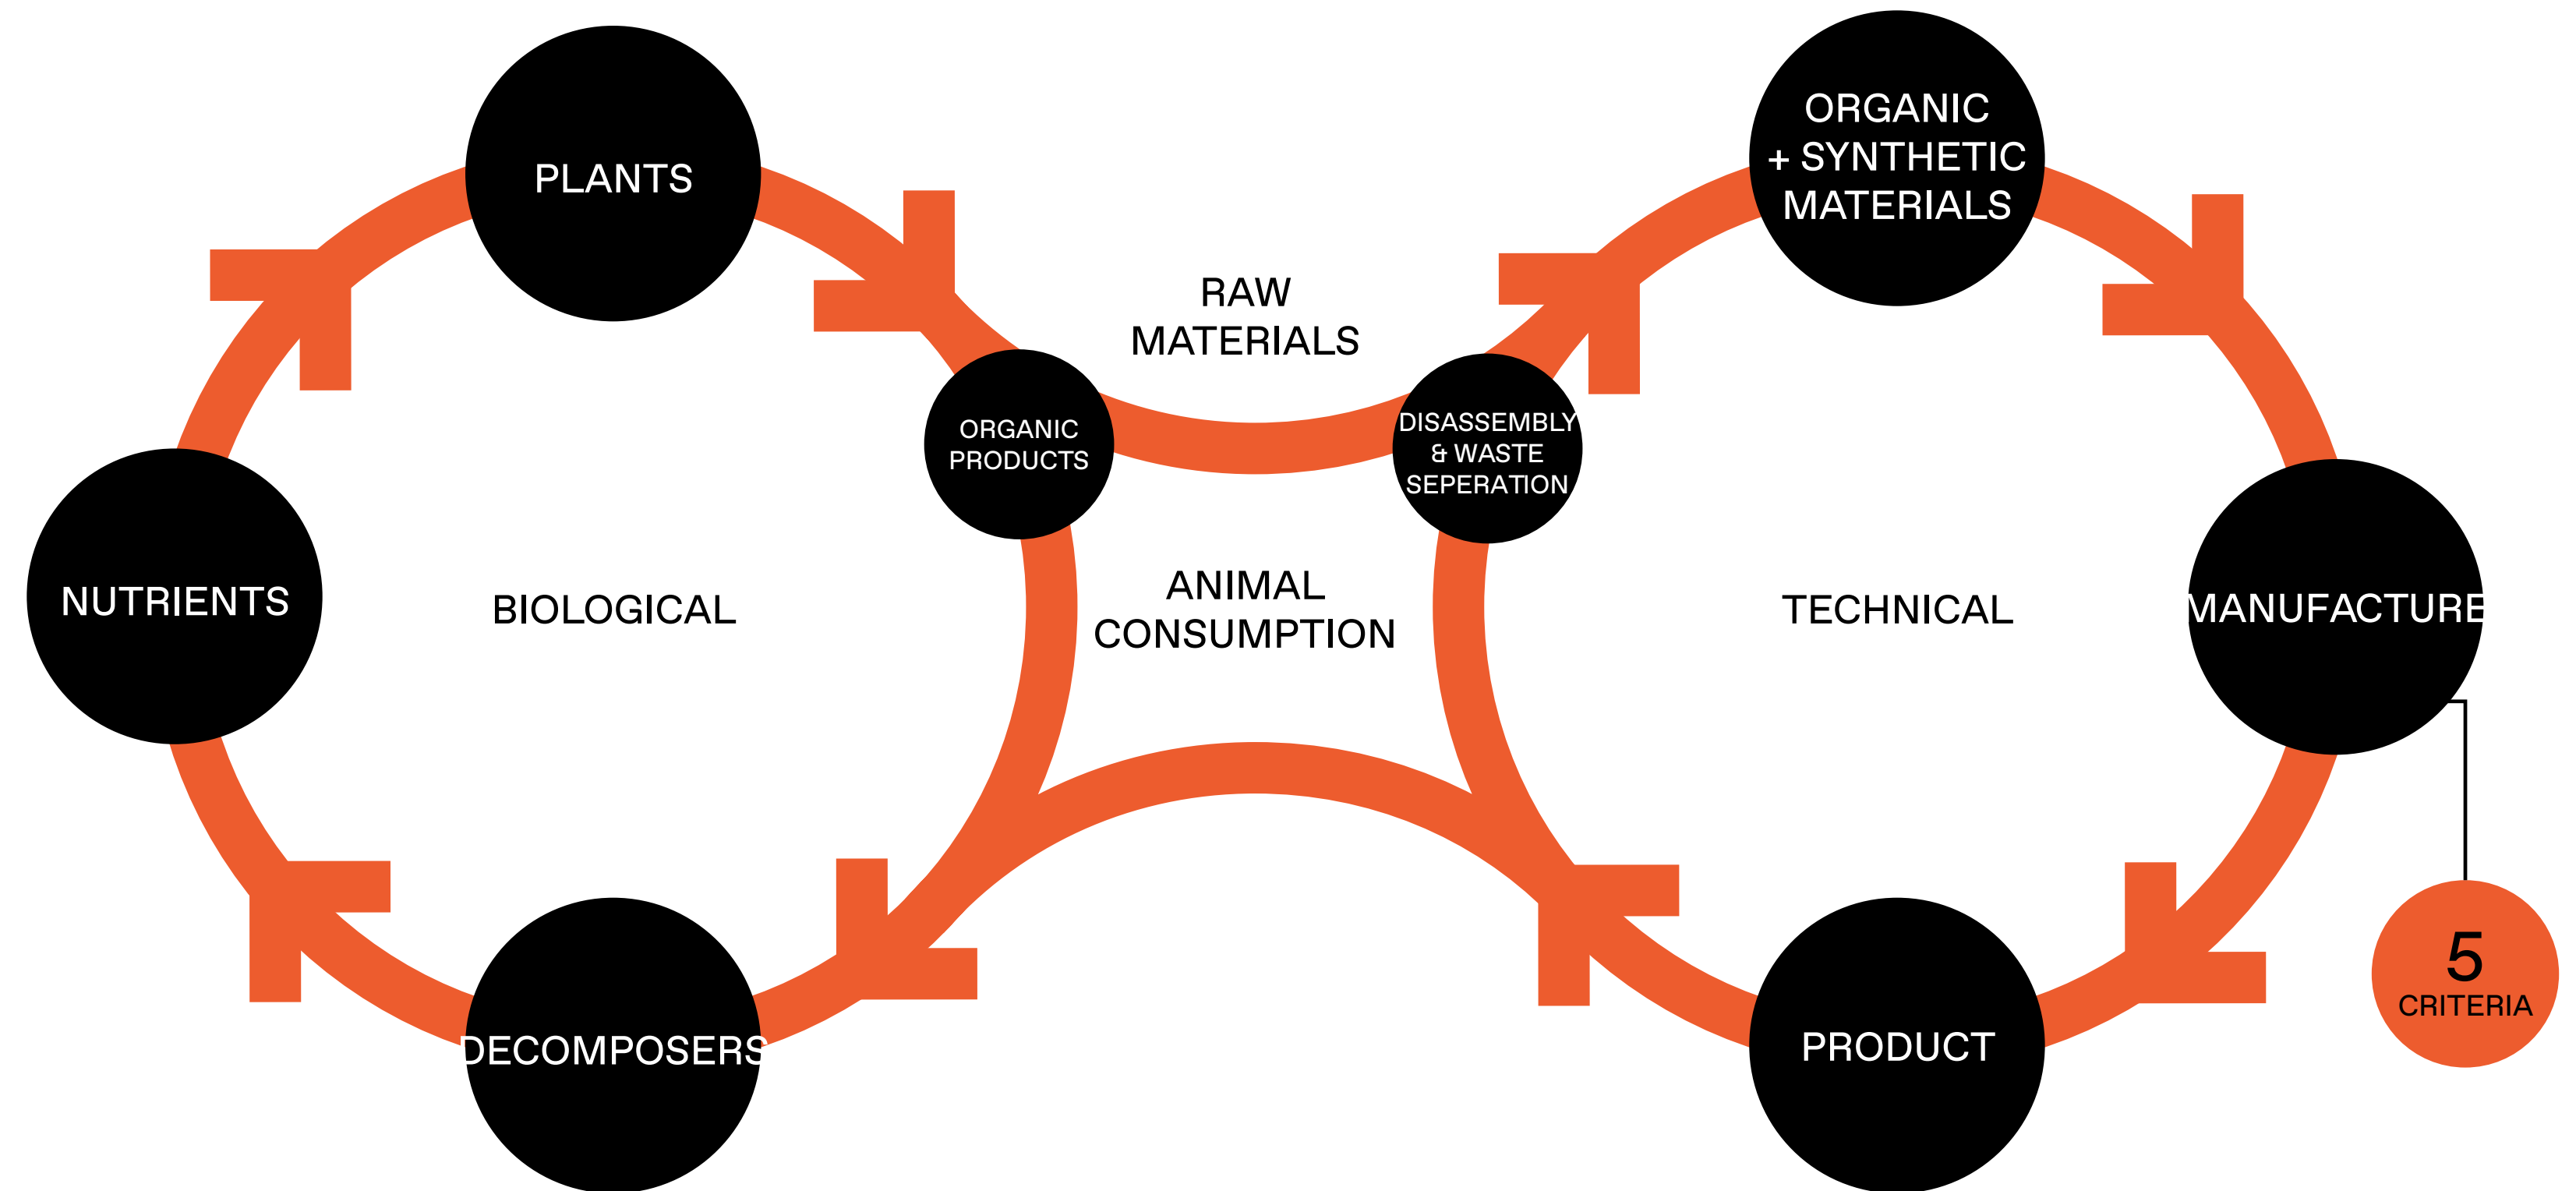 PLANTS
ORGANIC
+ SYNTHETIC
MATERIALS
RAW
MATERIALS
ORGANIC
PRODUCTS
DISASSEMBLY
& WASTE
SEPERATION
NUTRIENTS
BIOLOGICAL
ANIMAL
CONSUMPTION
TECHNICAL
MANUFACTURE
DECOMPOSERS
PRODUCT
5
CRITERIA